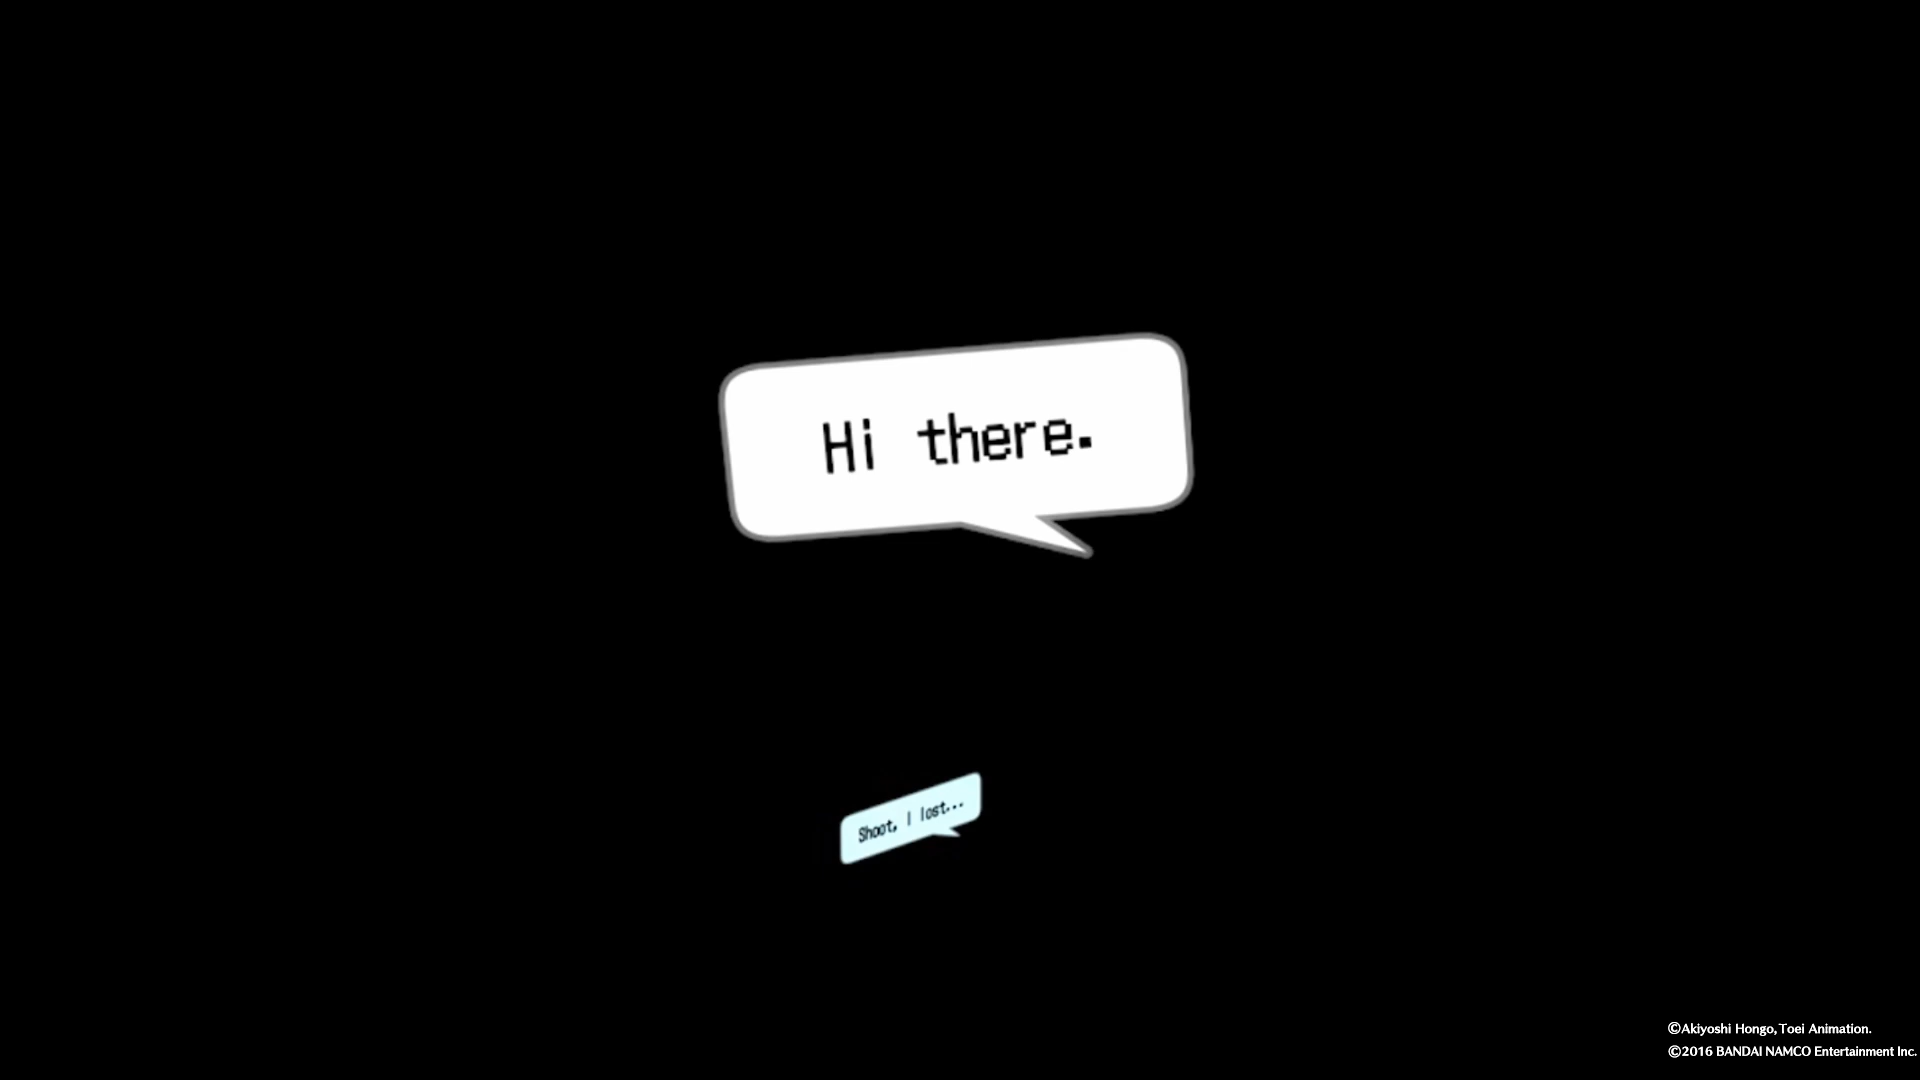 Hi there.
Shoot, I lost...
©Akiyoshi Hongo, Toei Animation.
©2016 BANDAI NAMCO Entertainment Inc.